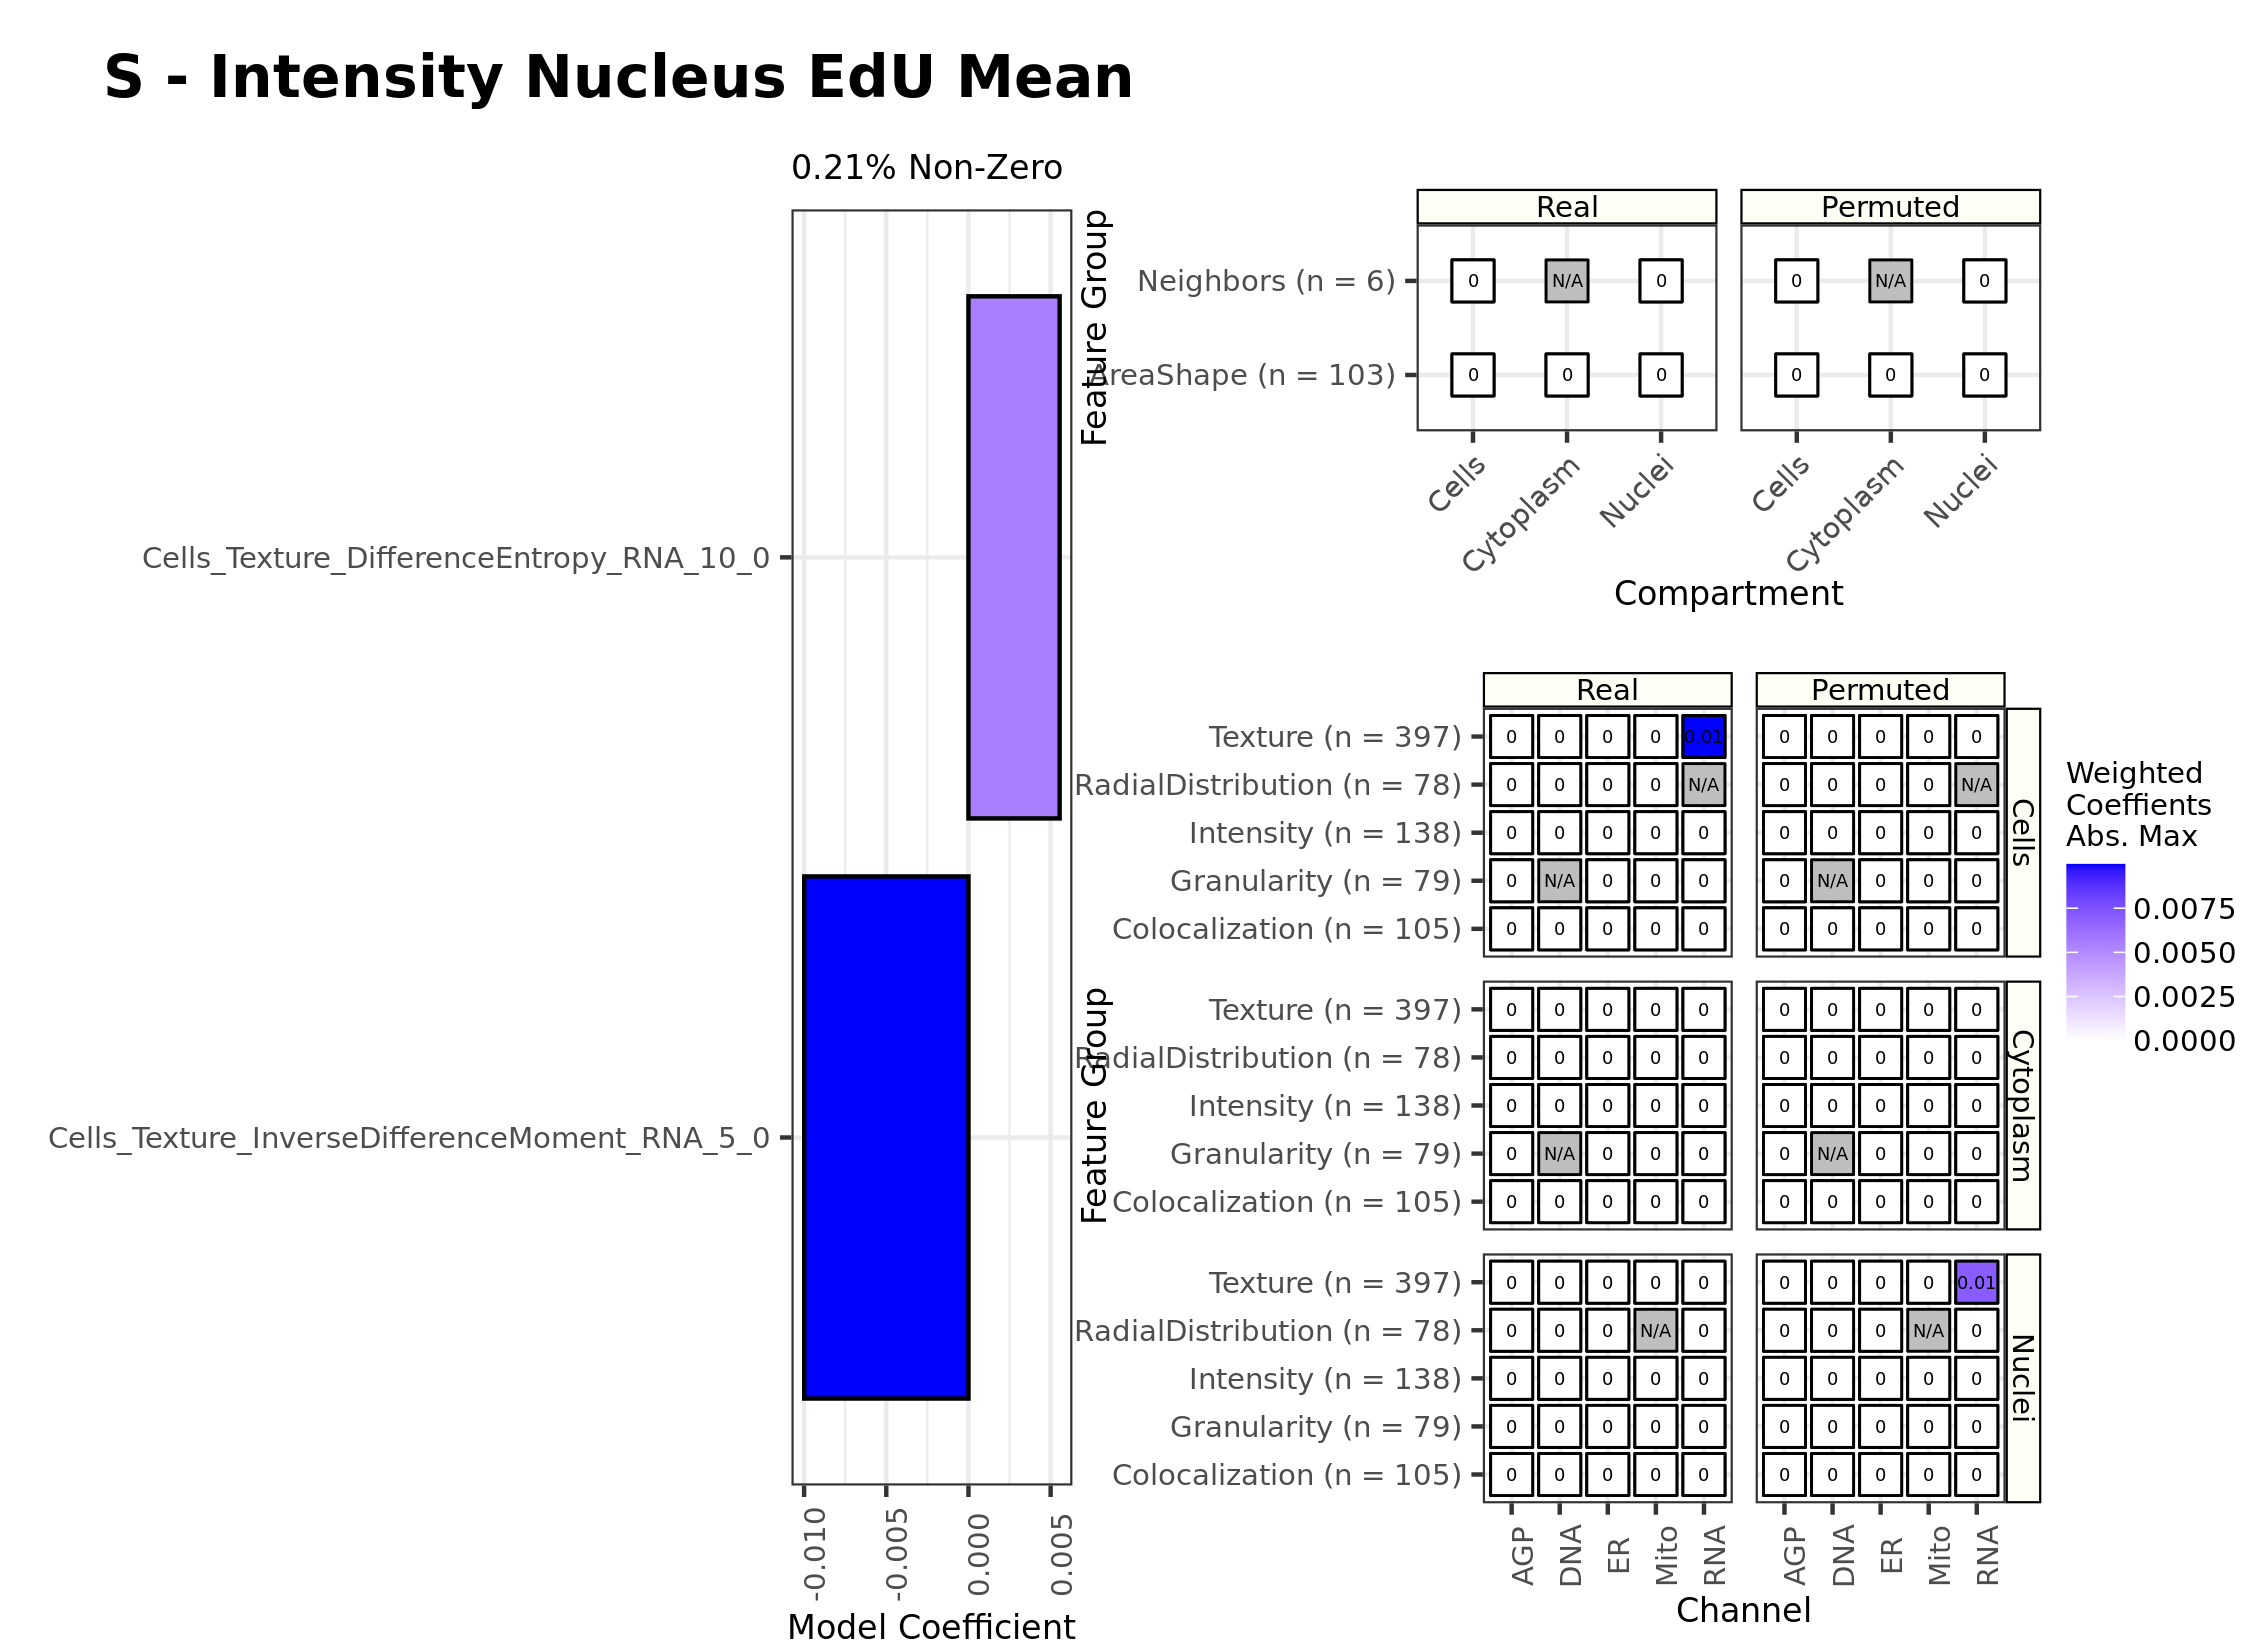 S - Intensity Nucleus EdU Mean
0.21% Non-Zero
Cells_Texture_DifferenceEntropy_RNA_10_0
Cells_Texture_InverseDifferenceMoment_RNA_5_0
-0.010 -0.005 0.000 0.005
Model Coefficient
Feature Group
Real Permuted
Neighbors (n = 6) 0 N/A 0 0 N/A 0
AreaShape (n = 103) 0 0 0 0 0 0
Cells Cytoplasm Nuclei Cells Cytoplasm Nuclei
Compartment
Feature Group
Real Permuted
Texture (n = 397) 0 0 0 0 0.01 0 0 0 0 0
RadialDistribution (n = 78) 0 0 0 0 N/A 0 0 0 0 N/A
Intensity (n = 138) 0 0 0 0 0 0 0 0 0 0
Granularity (n = 79) 0 N/A 0 0 0 0 N/A 0 0 0
Colocalization (n = 105) 0 0 0 0 0 0 0 0 0 0
Cells
Texture (n = 397) 0 0 0 0 0 0 0 0 0 0
RadialDistribution (n = 78) 0 0 0 0 0 0 0 0 0 0
Intensity (n = 138) 0 0 0 0 0 0 0 0 0 0
Granularity (n = 79) 0 N/A 0 0 0 0 N/A 0 0 0
Colocalization (n = 105) 0 0 0 0 0 0 0 0 0 0
Cytoplasm
Texture (n = 397) 0 0 0 0 0 0 0 0 0 0.01
RadialDistribution (n = 78) 0 0 0 N/A 0 0 0 0 N/A 0
Intensity (n = 138) 0 0 0 0 0 0 0 0 0 0
Granularity (n = 79) 0 0 0 0 0 0 0 0 0 0
Colocalization (n = 105) 0 0 0 0 0 0 0 0 0 0
Nuclei
AGP DNA ER Mito RNA AGP DNA ER Mito RNA
Channel
Weighted
Coeffients
Abs. Max
0.0075
0.0050
0.0025
0.0000